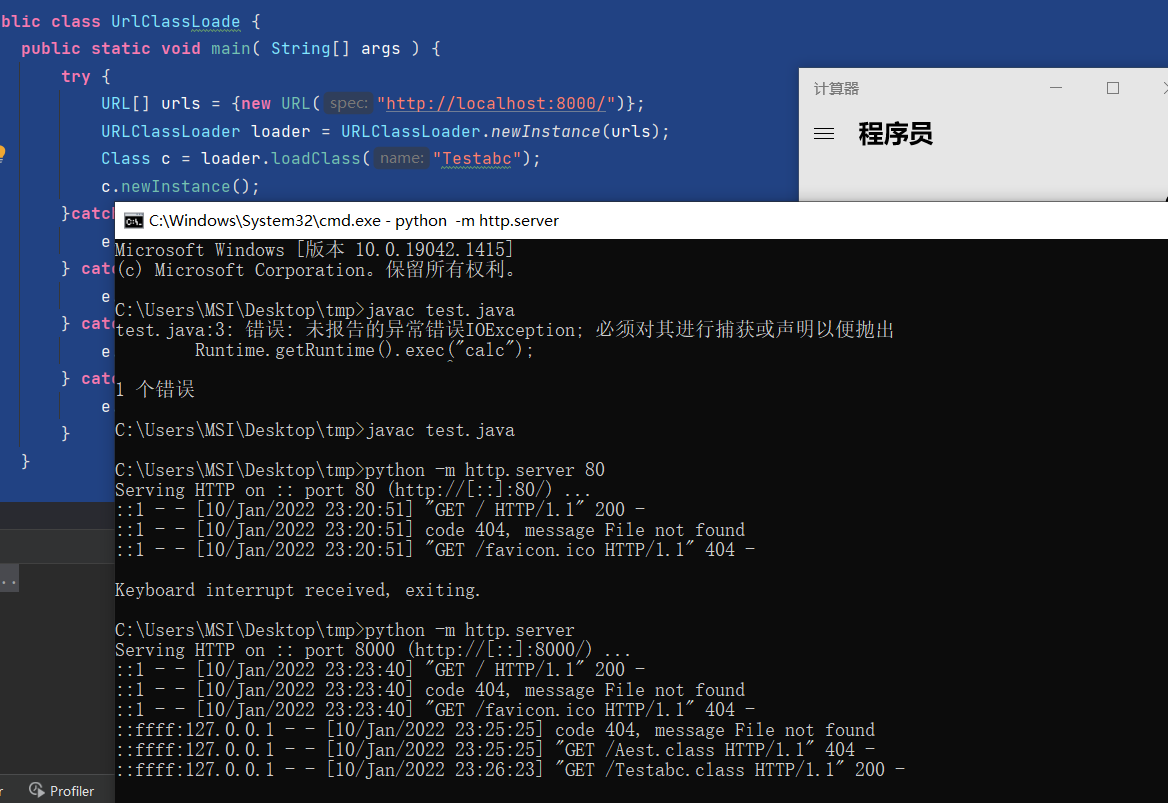 blic class UrlClassLoade {
public static void main( String[] args ) {
try {
URL[] urls = {new URL( spec: "http://localhost:8000/")};
URLClassLoader loader = URLClassLoader.newInstance(urls);
Class c = loader.loadClass( name: "Testabc");
c.newInstance();
}catch
e
} catc
e
} catc
e
} catc
e
}
}
计算器
程序员
C:\Windows\System32\cmd.exe - python  -m http.server
Microsoft Windows [版本 10.0.19042.1415]
(c) Microsoft Corporation。保留所有权利。
C:\Users\MSI\Desktop\tmp>javac test.java
test.java:3: 错误: 未报告的异常错误IOException; 必须对其进行捕获或声明以便抛出
Runtime.getRuntime().exec("calc");
^
1 个错误
C:\Users\MSI\Desktop\tmp>javac test.java
C:\Users\MSI\Desktop\tmp>python -m http.server 80
Serving HTTP on :: port 80 (http://[::]:80/) ...
::1 - - [10/Jan/2022 23:20:51] "GET / HTTP/1.1" 200 -
::1 - - [10/Jan/2022 23:20:51] code 404, message File not found
::1 - - [10/Jan/2022 23:20:51] "GET /favicon.ico HTTP/1.1" 404 -
Keyboard interrupt received, exiting.
C:\Users\MSI\Desktop\tmp>python -m http.server
Serving HTTP on :: port 8000 (http://[::]:8000/) ...
::1 - - [10/Jan/2022 23:23:40] "GET / HTTP/1.1" 200 -
::1 - - [10/Jan/2022 23:23:40] code 404, message File not found
::1 - - [10/Jan/2022 23:23:40] "GET /favicon.ico HTTP/1.1" 404 -
::ffff:127.0.0.1 - - [10/Jan/2022 23:25:25] code 404, message File not found
::ffff:127.0.0.1 - - [10/Jan/2022 23:25:25] "GET /Aest.class HTTP/1.1" 404 -
::ffff:127.0.0.1 - - [10/Jan/2022 23:26:23] "GET /Testabc.class HTTP/1.1" 200 -
..
r Profiler